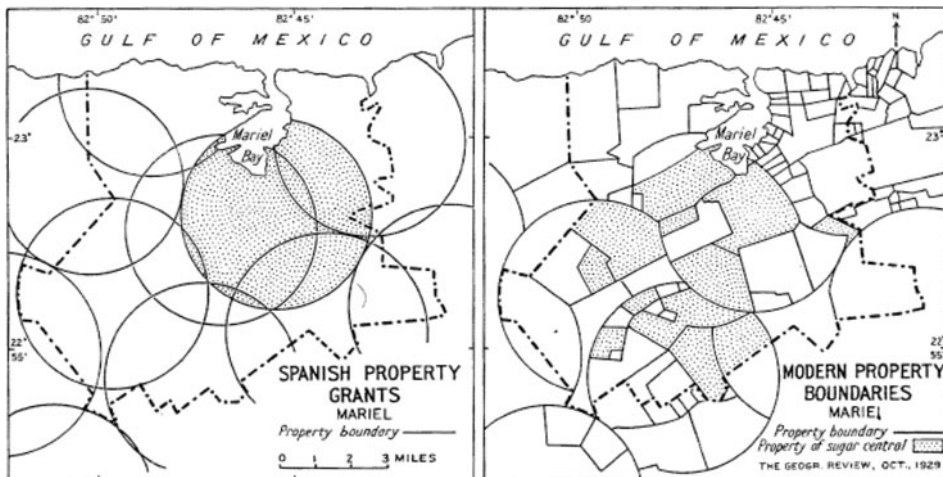 82° 50'
82° 45'
GULF OF MEXICO
23°
Mariel
Bay
22°
55'
SPANISH PROPERTY
GRANTS
MARIEL
Property boundary
0 1 2 3 MILES
82° 50'
82° 45'
N
GULF OF MEXICO
Mariel
Bay
23°
22°
55'
MODERN PROPERTY
BOUNDARIES
MARIEL
Property boundary
Property of sugar central
THE GEOGR. REVIEW, OCT., 1929